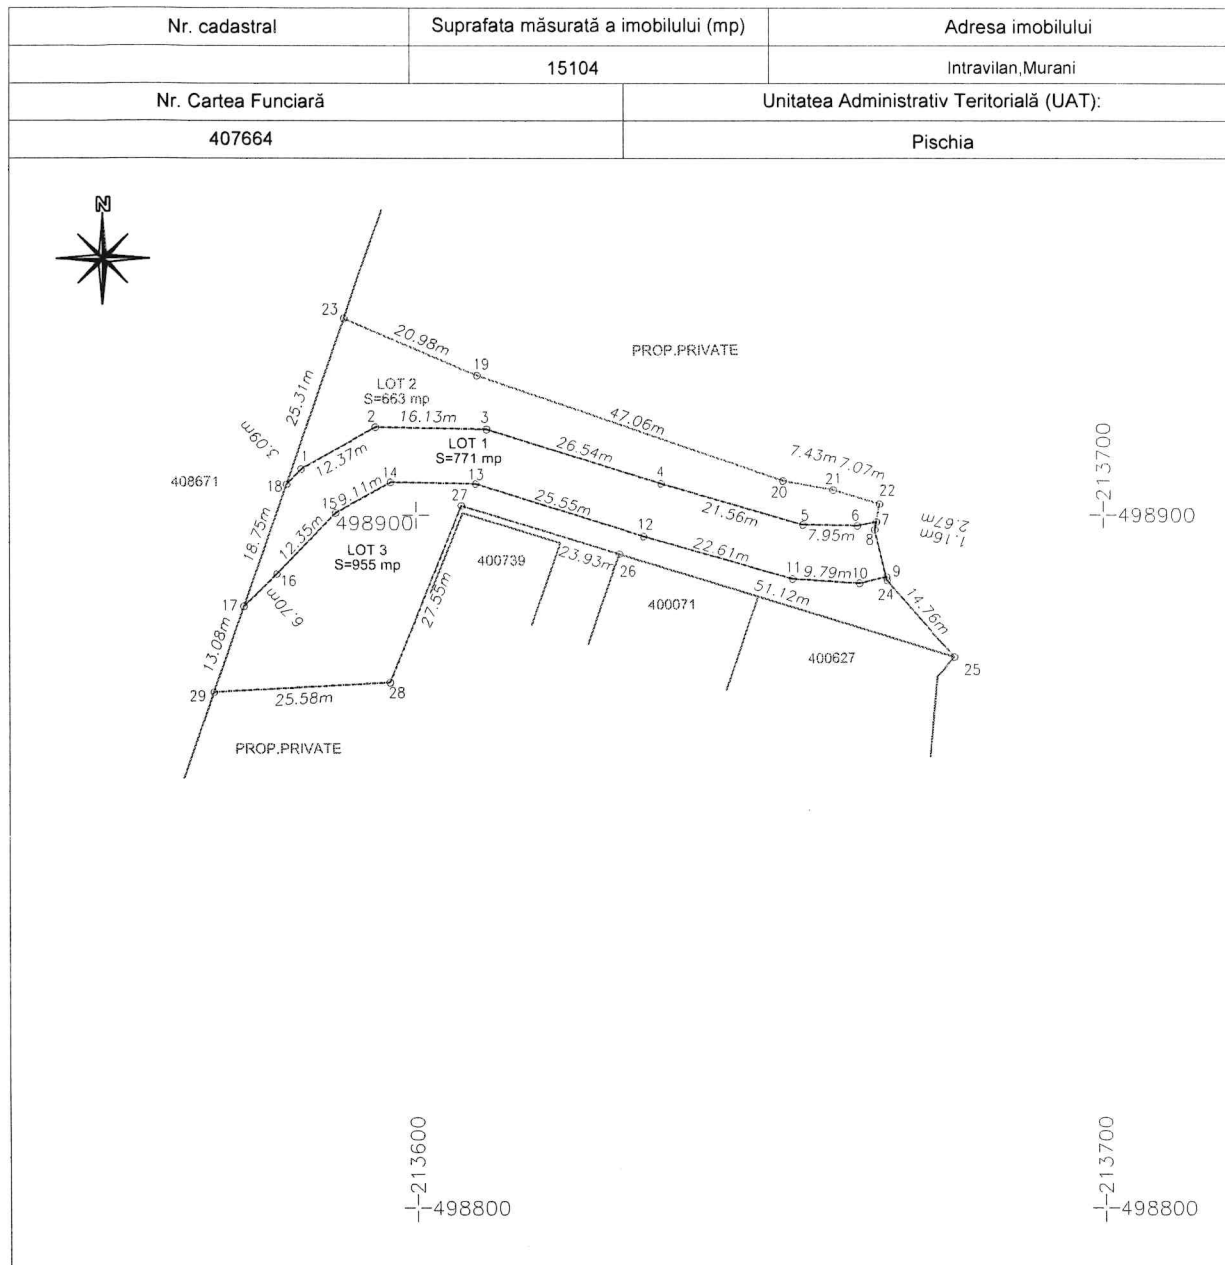 Nr. cadastral
Suprafata măsurată a imobilului (mp)
Adresa imobilului
15104
Intravilan,Murani
Nr. Cartea Funciară
Unitatea Administrativ Teritorială (UAT):
407664
Pischia
N
23
20.98m
19
PROP.PRIVATE
LOT 2
S=663 mp
25.31m
47.06m
2
16.13m
3
3.09m
1
12.37m
LOT 1
S=771 mp
26.54m
4
7.43m
7.07m
20
21
22
213700
498900
408671
18
14
13
27
159.11m
498900
25.55m
21.56m
5
7.95m
6
7
8
2.67m
1.16m
18.75m
12.35m
LOT 3
S=955 mp
12
22.61m
400739
23.93m
26
11
9.79m
10
9
24
16
17
6.70m
27.55m
400071
51.12m
14.76m
13.08m
400627
25
29
25.58m
28
PROP.PRIVATE
213600
498800
213700
498800